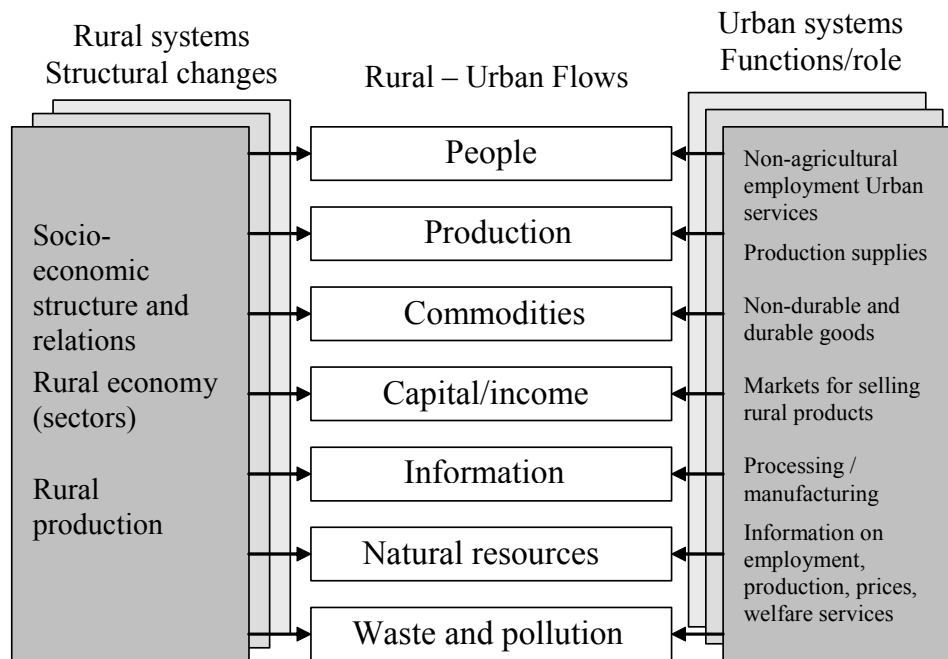 Rural systems
Structural changes
Rural – Urban Flows
Urban systems
Functions/role
Socio-
economic
structure and
relations
Rural economy
(sectors)
Rural
production
People
Production
Commodities
Capital/income
Information
Natural resources
Waste and pollution
Non-agricultural
employment Urban
services
Production supplies
Non-durable and
durable goods
Markets for selling
rural products
Processing /
manufacturing
Information on
employment,
production, prices,
welfare services